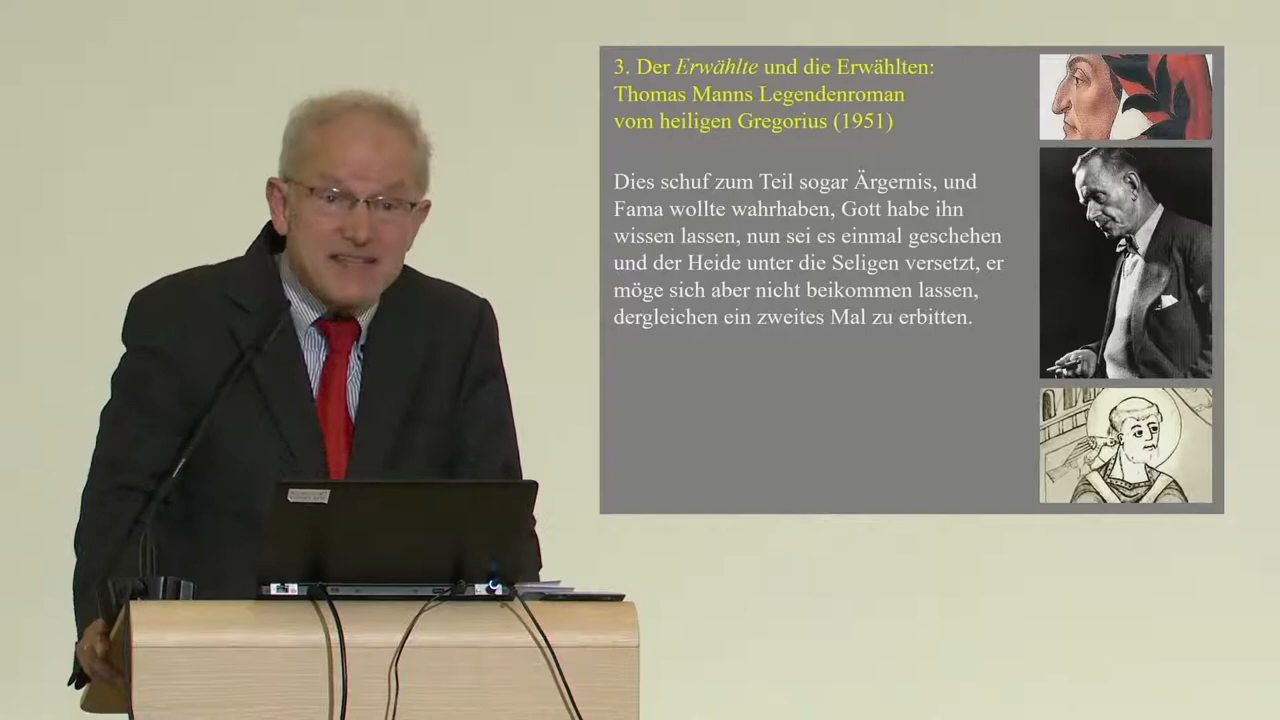 3. Der Erwählte und die Erwählten:
Thomas Manns Legendenroman
vom heiligen Gregorius (1951)
Dies schuf zum Teil sogar Ärgernis, und
Fama wollte wahrhaben, Gott habe ihn
wissen lassen, nun sei es einmal geschehen
und der Heide unter die Seligen versetzt, er
möge sich aber nicht beikommen lassen,
dergleichen ein zweites Mal zu erbitten.